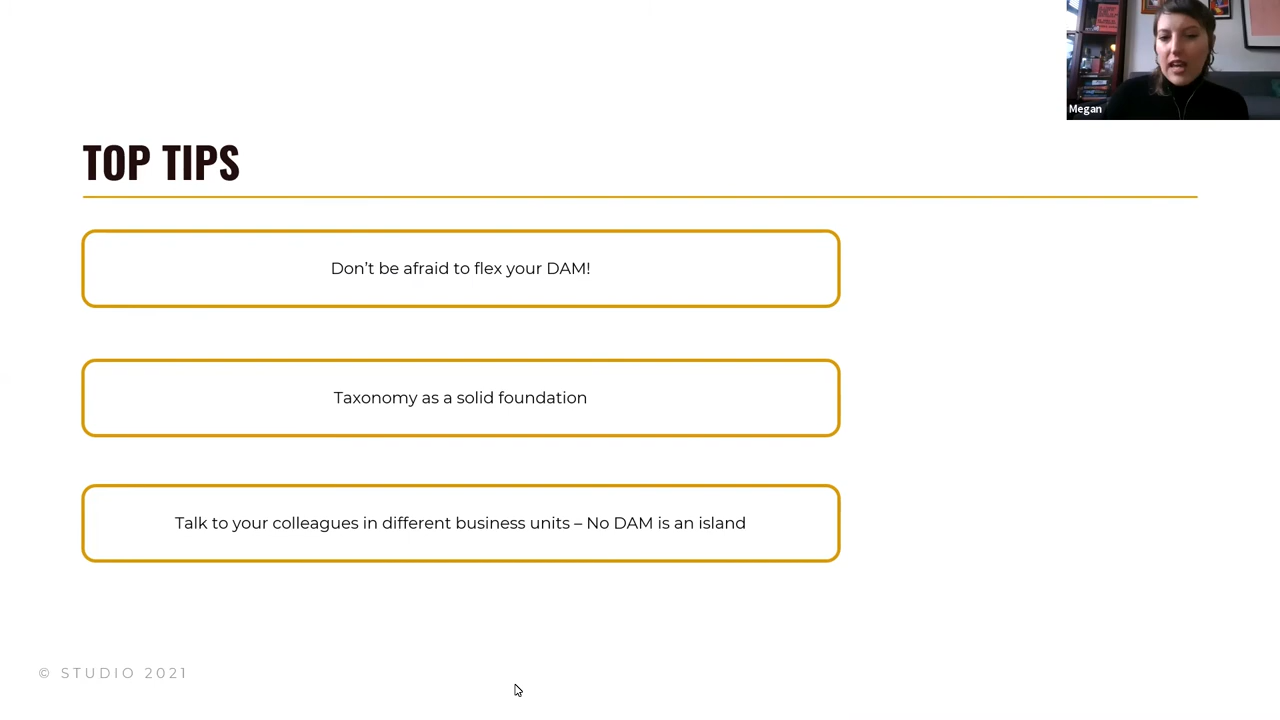 Megan
TOP TIPS
Don't be afraid to flex your DAM!
Taxonomy as a solid foundation
Talk to your colleagues in different business units – No DAM is an island
© STUDIO 2021